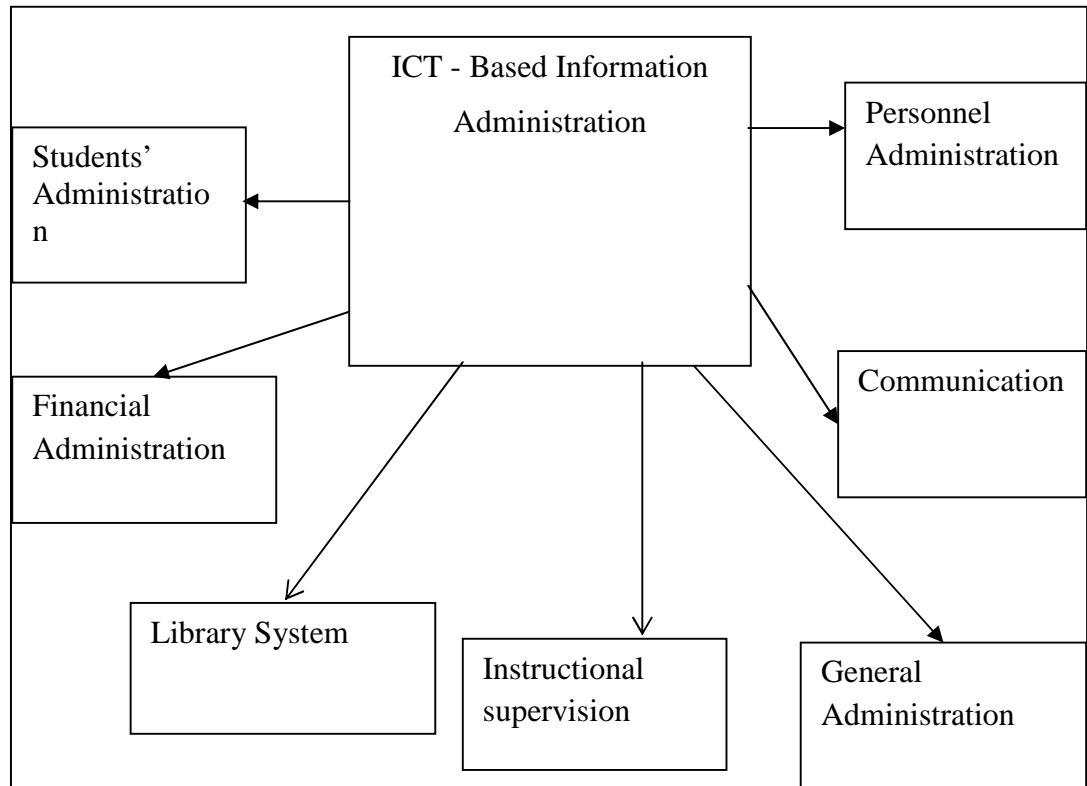 ICT - Based Information
Administration
Personnel
Administration
Students’
Administratio
n
Financial
Administration
Communication
Library System
Instructional
supervision
General
Administration